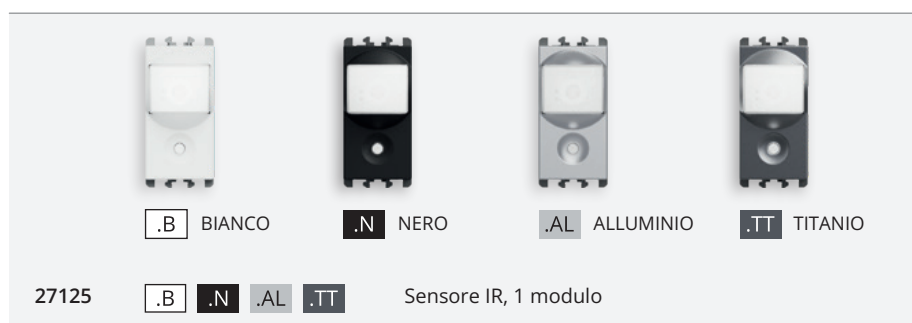 .B BIANCO .N NERO .AL ALLUMINIO .TT TITANIO
27125 .B .N .AL .TT Sensore IR, 1 modulo